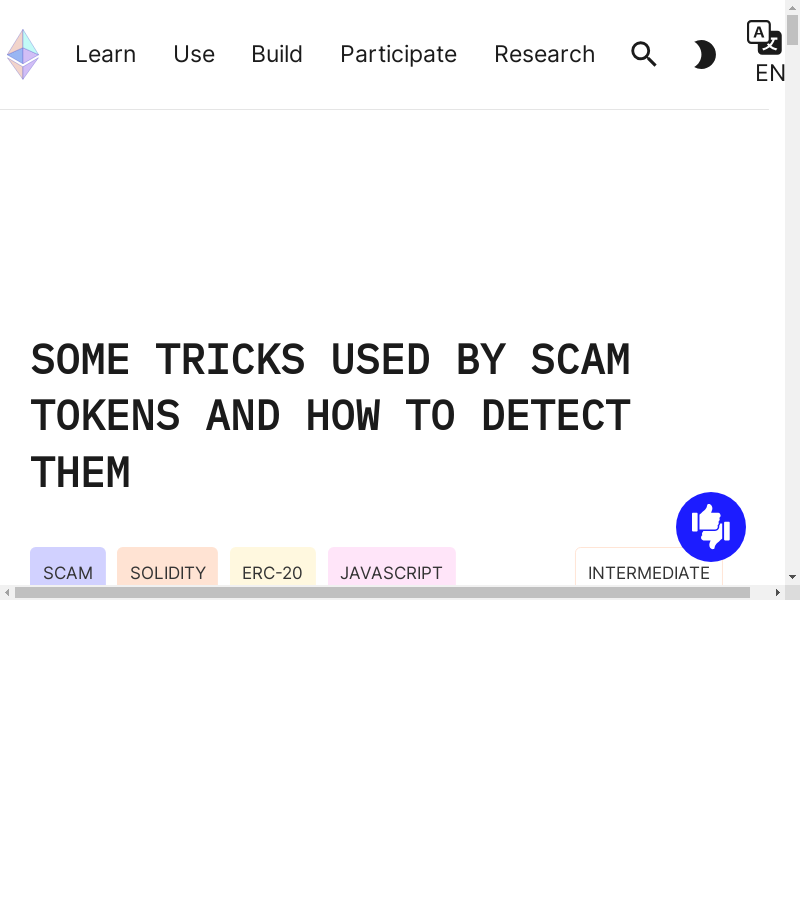 Learn Use Build Participate Research
A 文
EN
SOME TRICKS USED BY SCAM
TOKENS AND HOW TO DETECT
THEM
SCAM SOLIDITY ERC-20 JAVASCRIPT INTERMEDIATE